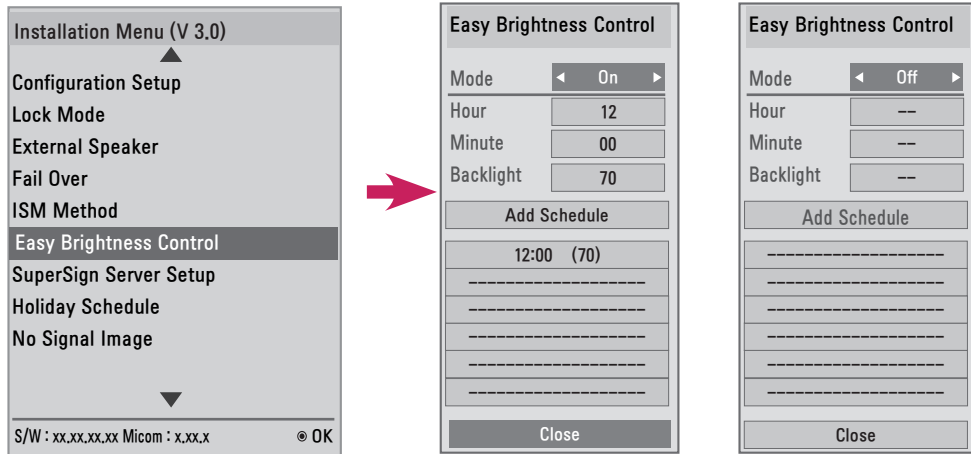 Installation Menu (V 3.0)
Configuration Setup
Lock Mode
External Speaker
Fail Over
ISM Method
Easy Brightness Control
SuperSign Server Setup
Holiday Schedule
No Signal Image
S/W : xx.xx.xx.xx Micom : x.xx.x ◉ OK
Easy Brightness Control
Mode ◀ On ▶
Hour 12
Minute 00
Backlight 70
Add Schedule
12:00 (70)
--------------------
--------------------
--------------------
--------------------
--------------------
Close
Easy Brightness Control
Mode ◀ Off ▶
Hour --
Minute --
Backlight --
Add Schedule
--------------------
--------------------
--------------------
--------------------
--------------------
--------------------
Close